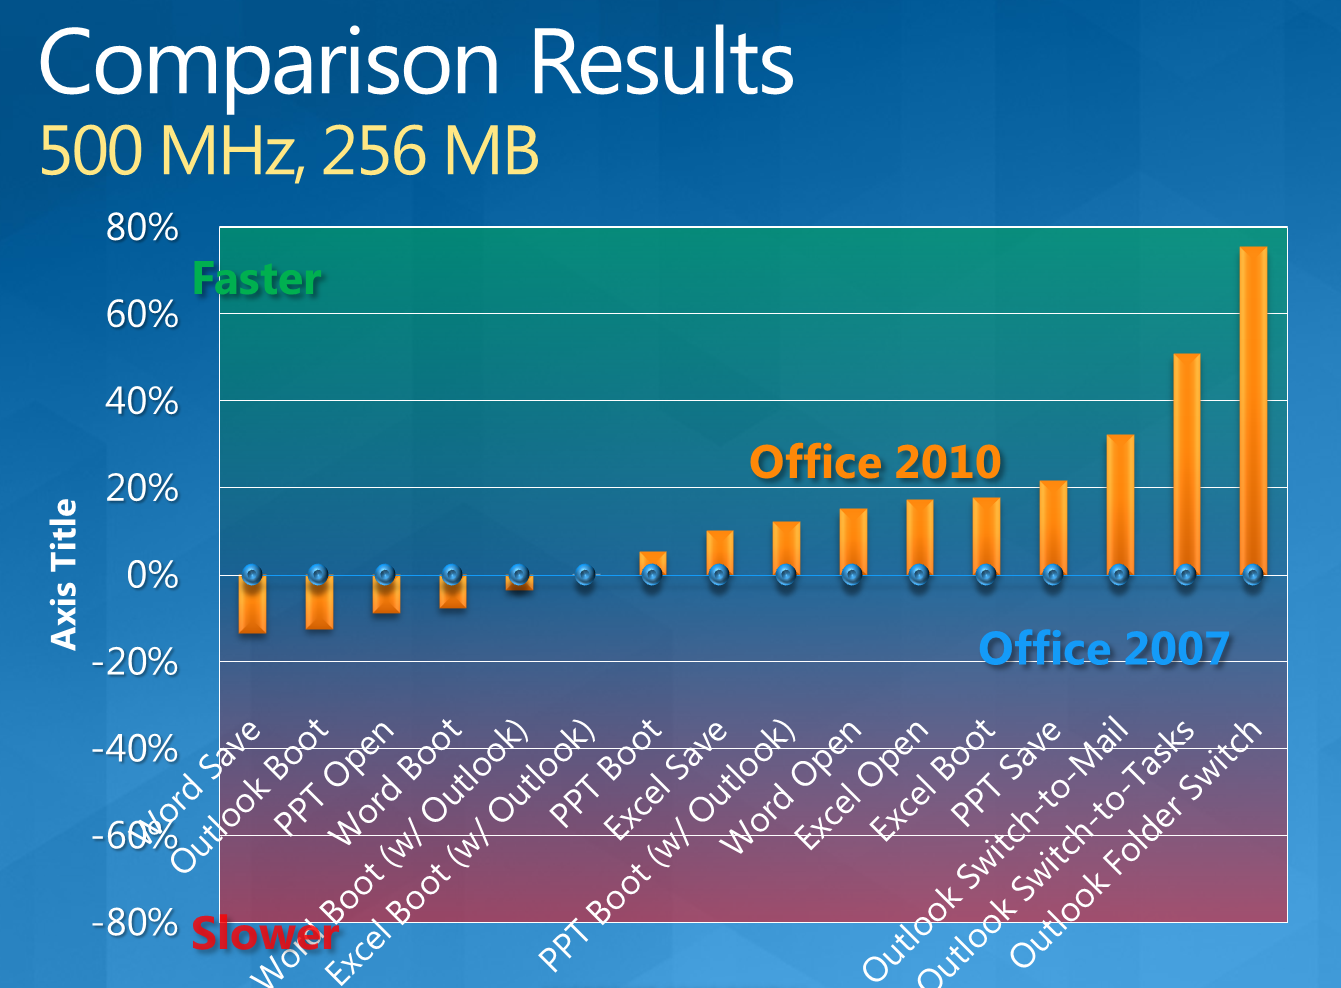 Comparison Results
500 MHz, 256 MB
80%
Faster
60%
40%
Office 2010
20%
Axis Title
0%
Office 2007
-20%
-40%
-60%
-80%
Slower
Word Save
Outlook Boot
PPT Open
Word Boot
Word Boot (w/ Outlook)
Excel Boot (w/ Outlook)
PPT Boot
Excel Save
PPT Boot (w/ Outlook)
Word Open
Excel Open
Excel Boot
PPT Save
Outlook Switch-to-Mail
Outlook Switch-to-Tasks
Outlook Folder Switch